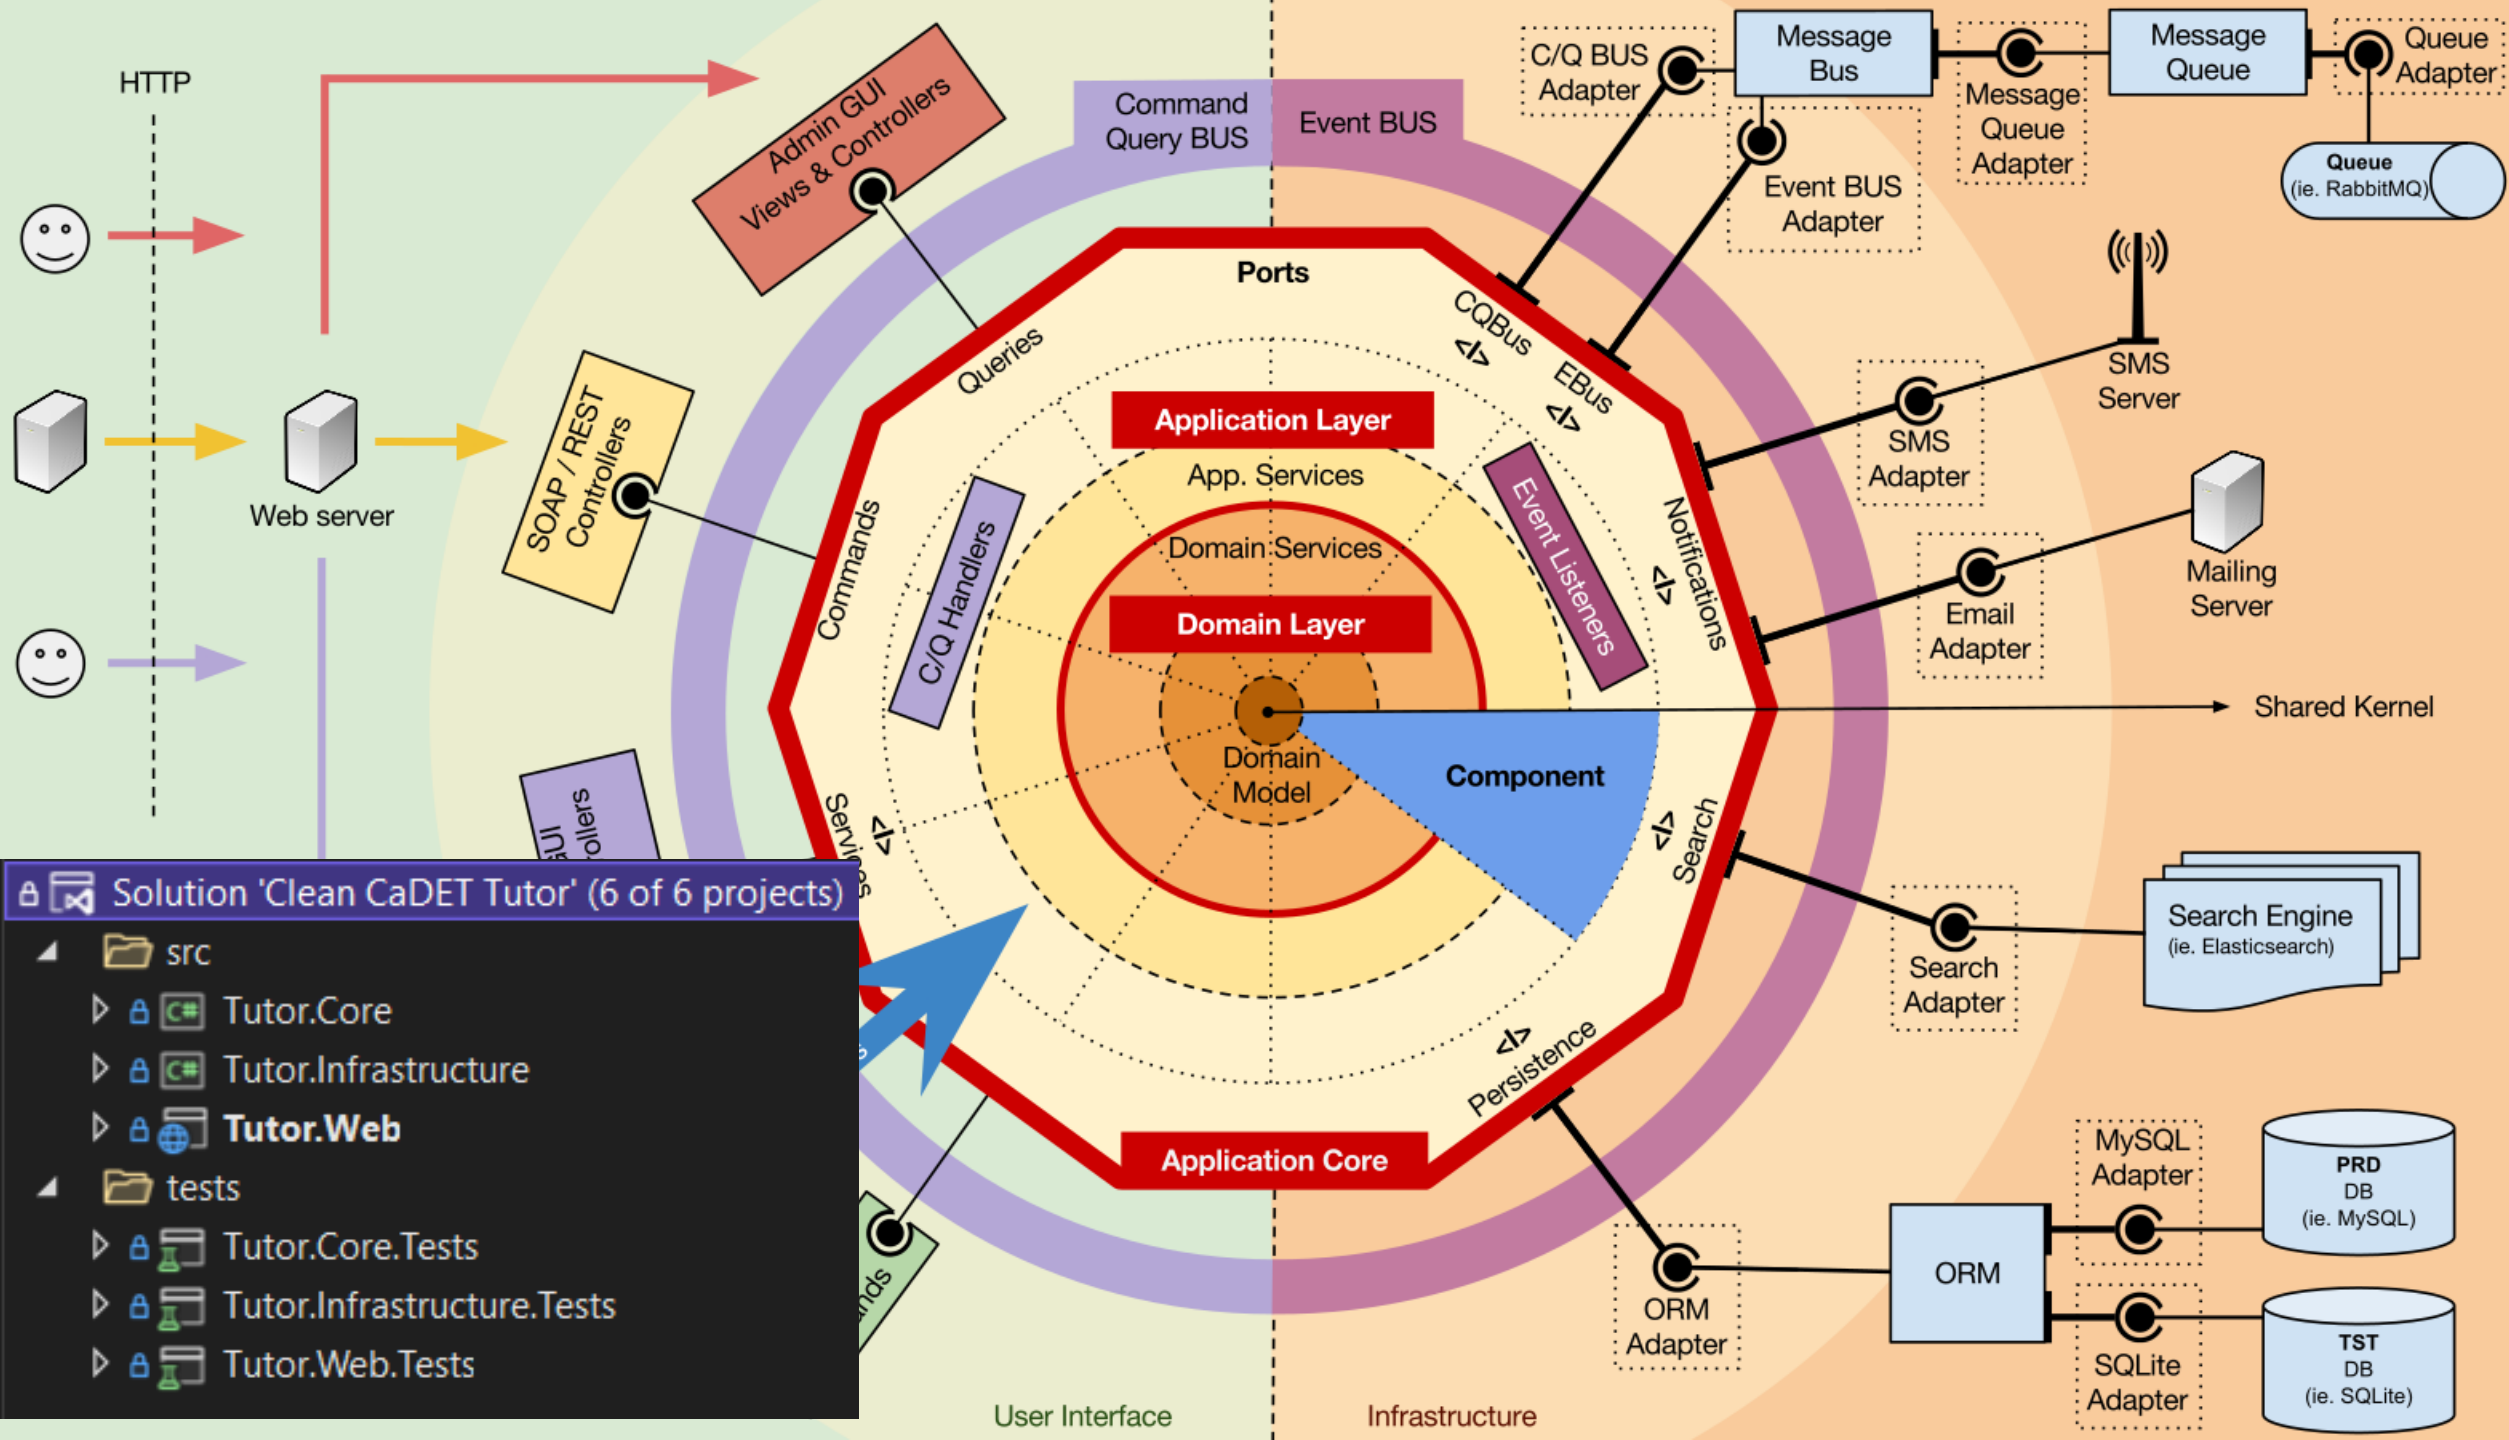 HTTP
Web server
Admin GUI
Views & Controllers
SOAP / REST
Controllers
Command
Query BUS
Event BUS
C/Q BUS
Adapter
Message
Bus
Message
Queue
Adapter
Message
Queue
Queue
Adapter
Queue
(ie. RabbitMQ)
Event BUS
Adapter
SMS
Server
SMS
Adapter
Mailing
Server
Email
Adapter
Shared Kernel
Ports
Queries
Commands
Services
</>
CQBus
</>
EBus
</>
Notifications
</>
Search
</>
Persistence
</>
Application Layer
App. Services
C/Q Handlers
Event Listeners
Domain Services
Domain Layer
Domain
Model
Component
Application Core
Search Engine
(ie. Elasticsearch)
Search
Adapter
ORM
Adapter
ORM
MySQL
Adapter
PRD
DB
(ie. MySQL)
SQLite
Adapter
TST
DB
(ie. SQLite)
User Interface
Infrastructure
Solution 'Clean CaDET Tutor' (6 of 6 projects)
src
C# Tutor.Core
C# Tutor.Infrastructure
Tutor.Web
tests
Tutor.Core.Tests
Tutor.Infrastructure.Tests
Tutor.Web.Tests